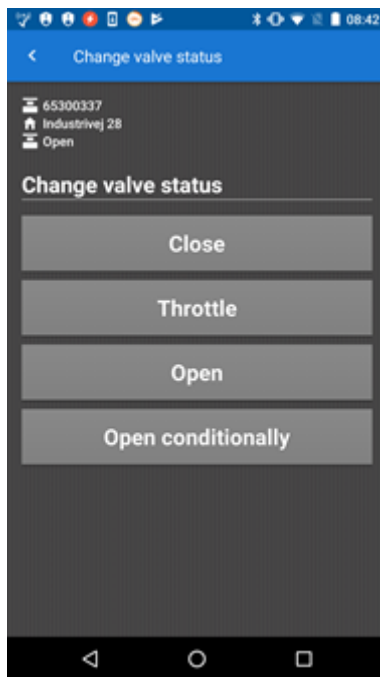 08:42
Change valve status
65300337
Industrivej 28
Open
Change valve status
Close
Throttle
Open
Open conditionally